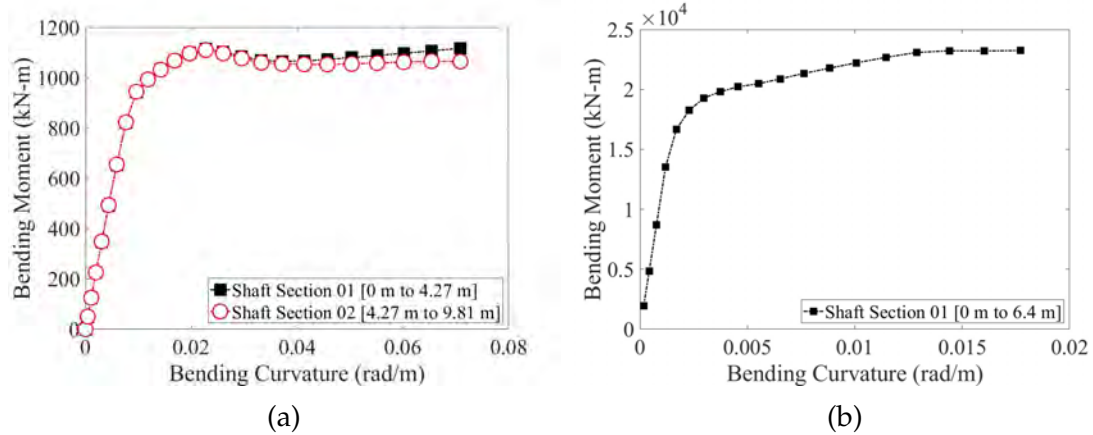 1200
1000
800
600
400
200
0
0
0.02
0.04
0.06
0.08
Bending Moment (kN-m)
Bending Curvature (rad/m)
Shaft Section 01 [0 m to 4.27 m]
Shaft Section 02 [4.27 m to 9.81 m]
(a)
×10⁴
2.5
2
1.5
1
0.5
0
0
0.005
0.01
0.015
0.02
Bending Moment (kN-m)
Bending Curvature (rad/m)
Shaft Section 01 [0 m to 6.4 m]
(b)